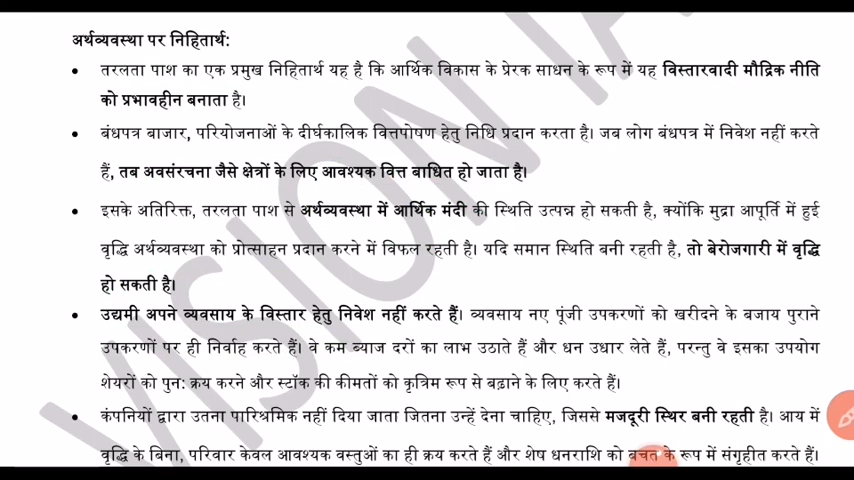 अर्थव्यवस्था पर निहितार्थ:
• तरलता पाश का एक प्रमुख निहितार्थ यह है कि आर्थिक विकास के प्रेरक साधन के रूप में यह विस्तारवादी मौद्रिक नीति
को प्रभावहीन बनाता है।
• बंधपत्र बाजार, परियोजनाओं के दीर्घकालिक वित्तपोषण हेतु निधि प्रदान करता है। जब लोग बंधपत्र में निवेश नहीं करते
हैं, तब अवसंरचना जैसे क्षेत्रों के लिए आवश्यक वित्त बाधित हो जाता है।
• इसके अतिरिक्त, तरलता पाश से अर्थव्यवस्था में आर्थिक मंदी की स्थिति उत्पन्न हो सकती है, क्योंकि मुद्रा आपूर्ति में हुई
वृद्धि अर्थव्यवस्था को प्रोत्साहन प्रदान करने में विफल रहती है। यदि समान स्थिति बनी रहती है, तो बेरोजगारी में वृद्धि
हो सकती है।
• उद्यमी अपने व्यवसाय के विस्तार हेतु निवेश नहीं करते हैं। व्यवसाय नए पूंजी उपकरणों को खरीदने के बजाय पुराने
उपकरणों पर ही निर्वाह करते हैं। वे कम ब्याज दरों का लाभ उठाते हैं और धन उधार लेते हैं, परन्तु वे इसका उपयोग
शेयरों को पुन: क्रय करने और स्टॉक की कीमतों को कृत्रिम रूप से बढ़ाने के लिए करते हैं।
• कंपनियों द्वारा उतना पारिश्रमिक नहीं दिया जाता जितना उन्हें देना चाहिए, जिससे मजदूरी स्थिर बनी रहती है। आय में
वृद्धि के बिना, परिवार केवल आवश्यक वस्तुओं का ही क्रय करते हैं और शेष धनराशि को बचत के रूप में संगृहीत करते हैं।
VISION IA